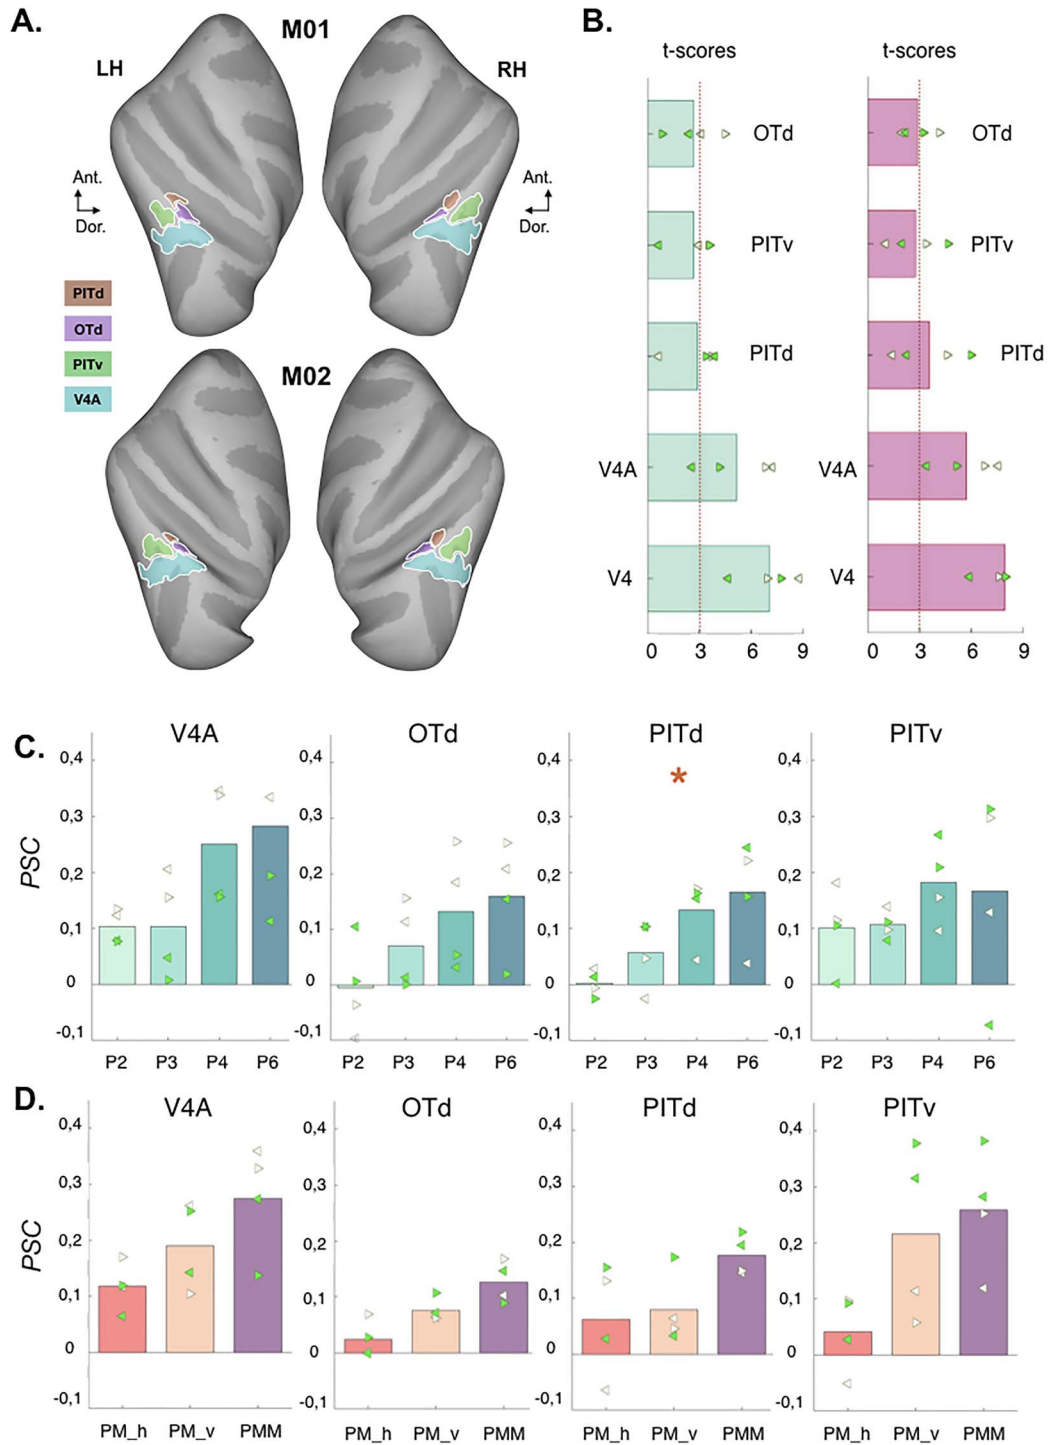 A.
M01
LH
RH
Ant.
Dor.
Ant.
Dor.
PITd
OTd
PITv
V4A
M02
B.
t-scores
t-scores
OTd
OTd
PITv
PITv
PITd
PITd
V4A
V4A
V4
V4
0 3 6 9
0 3 6 9
C.
V4A
OTd
PITd
PITv
*
PSC
0,4
0,3
0,2
0,1
0
-0,1
P2 P3 P4 P6
0,4
0,3
0,2
0,1
0
-0,1
P2 P3 P4 P6
0,4
0,3
0,2
0,1
0
-0,1
P2 P3 P4 P6
0,4
0,3
0,2
0,1
0
-0,1
P2 P3 P4 P6
D.
V4A
OTd
PITd
PITv
PSC
0,4
0,3
0,2
0,1
0
-0,1
PM_h PM_v PMM
0,4
0,3
0,2
0,1
0
-0,1
PM_h PM_v PMM
0,4
0,3
0,2
0,1
0
-0,1
PM_h PM_v PMM
0,4
0,3
0,2
0,1
0
-0,1
PM_h PM_v PMM